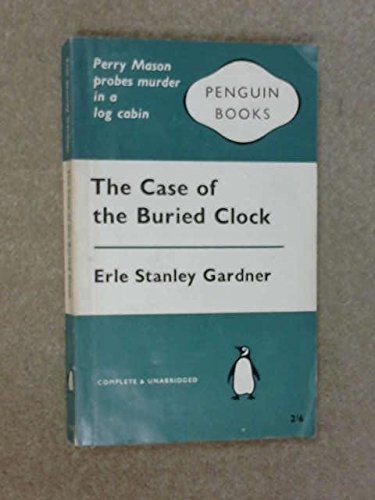 Perry Mason
probes murder
in a
log cabin
PENGUIN
BOOKS
The Case of
the Buried Clock
Erle Stanley Gardner
COMPLETE & UNABRIDGED
2/6